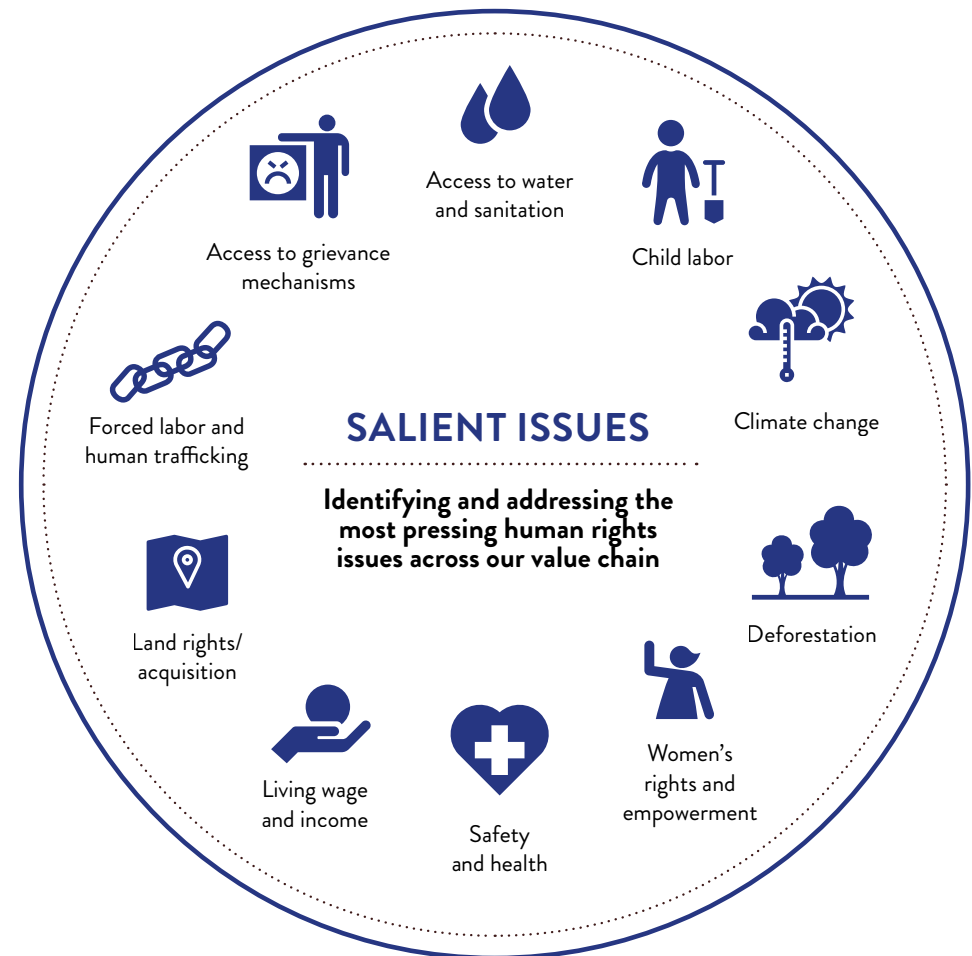 Access to water
and sanitation
Child labor
Climate change
Deforestation
Women’s
rights and
empowerment
Safety
and health
Living wage
and income
Land rights/
acquisition
Forced labor and
human trafficking
Access to grievance
mechanisms
SALIENT ISSUES
Identifying and addressing the
most pressing human rights
issues across our value chain